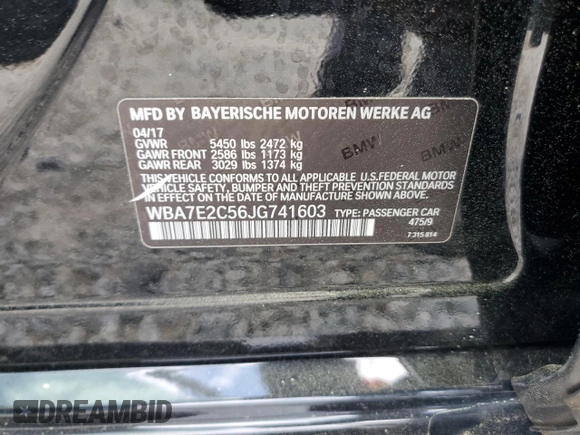 MFD BY BAYERISCHE MOTOREN WERKE AG
04/17
GVWR 5450 lbs 2472 kg
GAWR FRONT 2586 lbs 1173 kg
GAWR REAR 3029 lbs 1374 kg
THIS VEHICLE CONFORMS TO ALL APPLICABLE U.S.FEDERAL MOTOR
VEHICLE SAFETY, BUMPER AND THEFT PREVENTION STANDARDS
IN EFFECT ON THE DATE OF MANUFACTURE SHOWN ABOVE.
WBA7E2C56JG741603 TYPE: PASSENGER CAR
475/9
7 315 814
BMW
BMW
BMW
DREAMBID